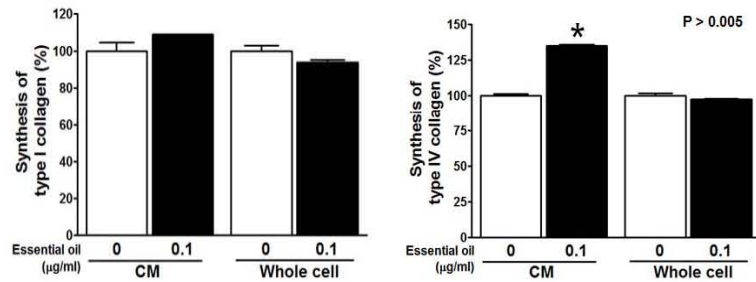 Synthesis of
type I collagen (%)
120
100
80
60
40
20
0
Essential oil 0 0.1 0 0.1
(μg/ml)
CM Whole cell
P > 0.005
Synthesis of
type IV collagen (%)
150
125
100
75
50
25
0
*
Essential oil 0 0.1 0 0.1
(μg/ml)
CM Whole cell